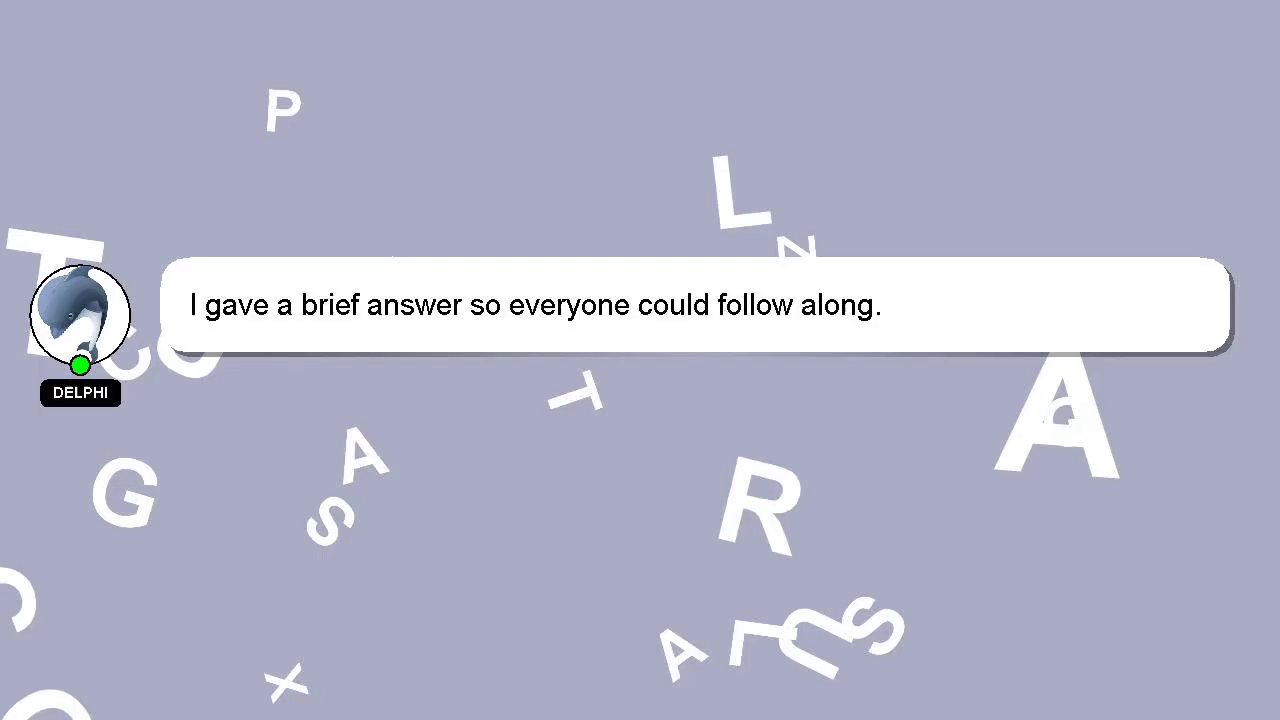 P
L
Z
T
I gave a brief answer so everyone could follow along.
DELPHI
T
A
G
A
S
R
C
A
L
U
S
X